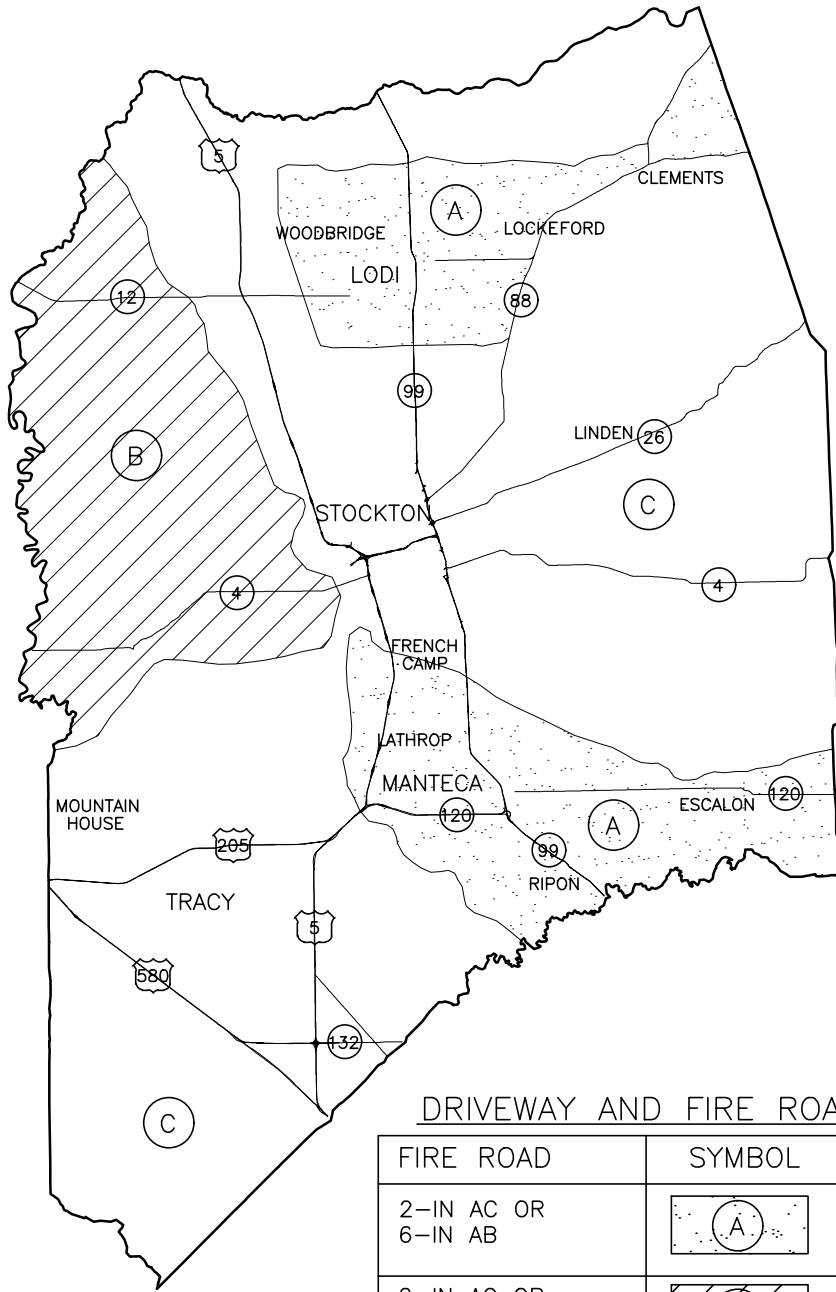 5
CLEMENTS
A
WOODBRIDGE
LOCKEFORD
LODI
12
88
99
LINDEN
26
B
C
STOCKTON
4
4
FRENCH
CAMP
LATHROP
MANTECA
120
ESCALON
MOUNTAIN
HOUSE
120
A
205
99
RIPON
TRACY
5
580
132
C
DRIVEWAY AND FIRE ROA
FIRE ROAD
SYMBOL
2-IN AC OR
6-IN AB
A